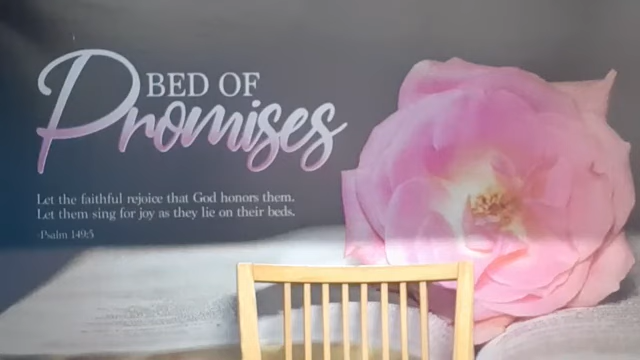 BED OF
Promises
Let the faithful rejoice that God honors them.
Let them sing for joy as they lie on their beds.
-Psalm 149:5